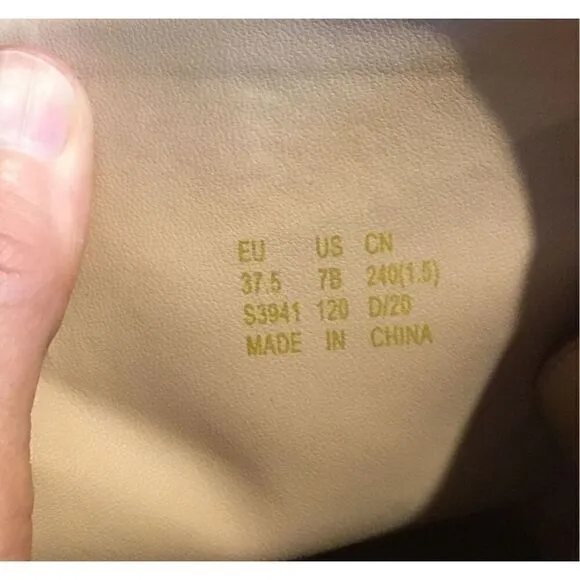 EU US CN
37.5 7B 240(1.5)
S3941 120 D/20
MADE IN CHINA